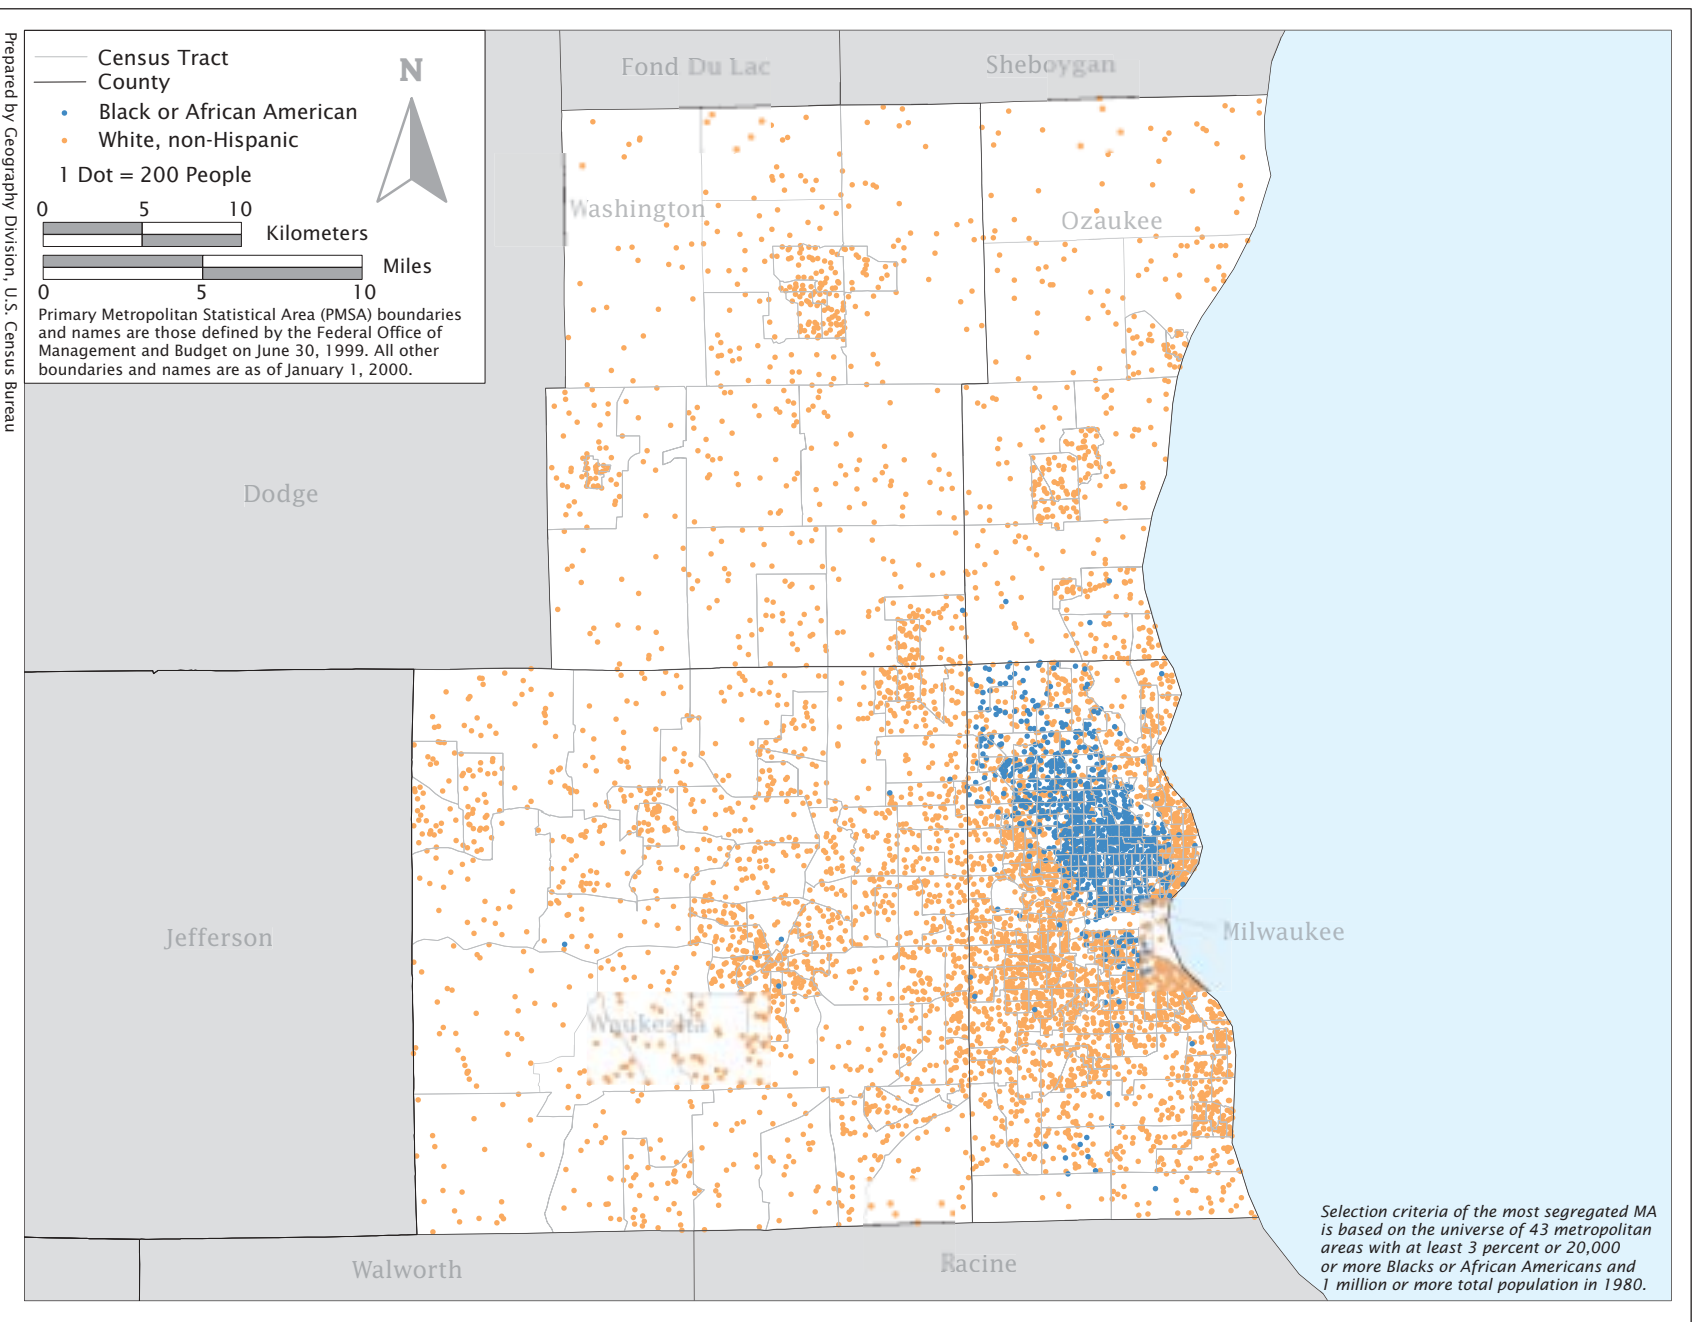 Prepared by Geography Division, U.S. Census Bureau
Census Tract
County
Black or African American
White, non-Hispanic
1 Dot = 200 People
N
0 5 10
Kilometers
Miles
0 5 10
Primary Metropolitan Statistical Area (PMSA) boundaries
and names are those defined by the Federal Office of
Management and Budget on June 30, 1999. All other
boundaries and names are as of January 1, 2000.
Fond Du Lac
Sheboygan
Washington
Ozaukee
Dodge
Jefferson
Milwaukee
Waukesha
Walworth
Racine
Selection criteria of the most segregated MA
is based on the universe of 43 metropolitan
areas with at least 3 percent or 20,000
or more Blacks or African Americans and
1 million or more total population in 1980.